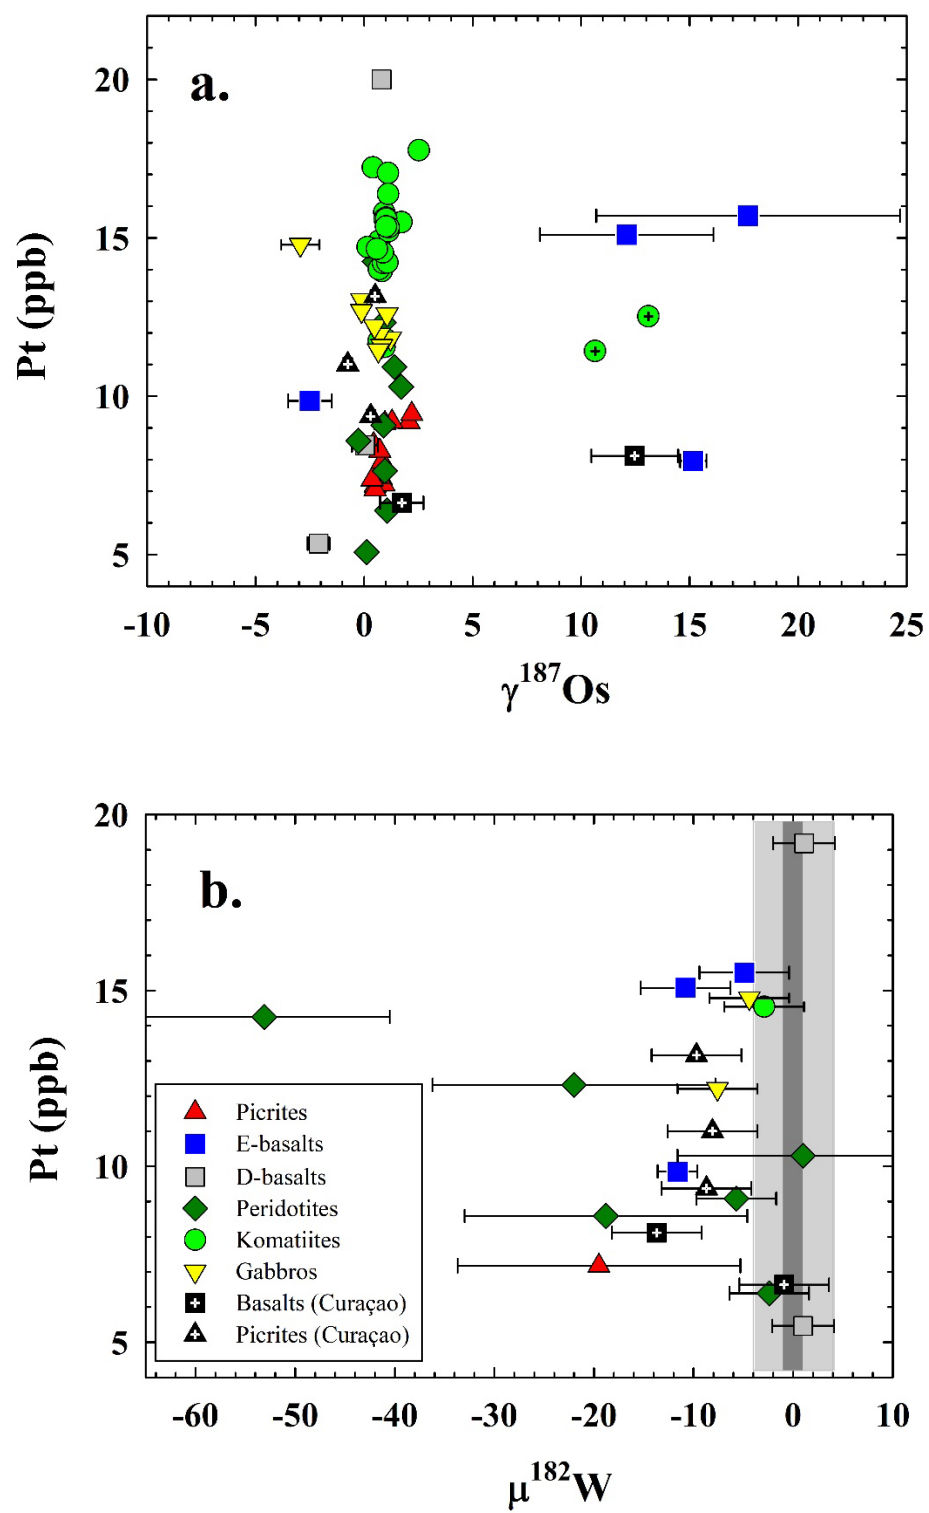 a.
Pt (ppb)
20
15
10
5
-10 -5 0 5 10 15 20 25
γ187Os
b.
Pt (ppb)
20
15
10
5
Picrites
E-basalts
D-basalts
Peridotites
Komatiites
Gabbros
Basalts (Curaçao)
Picrites (Curaçao)
-60 -50 -40 -30 -20 -10 0 10
μ182W